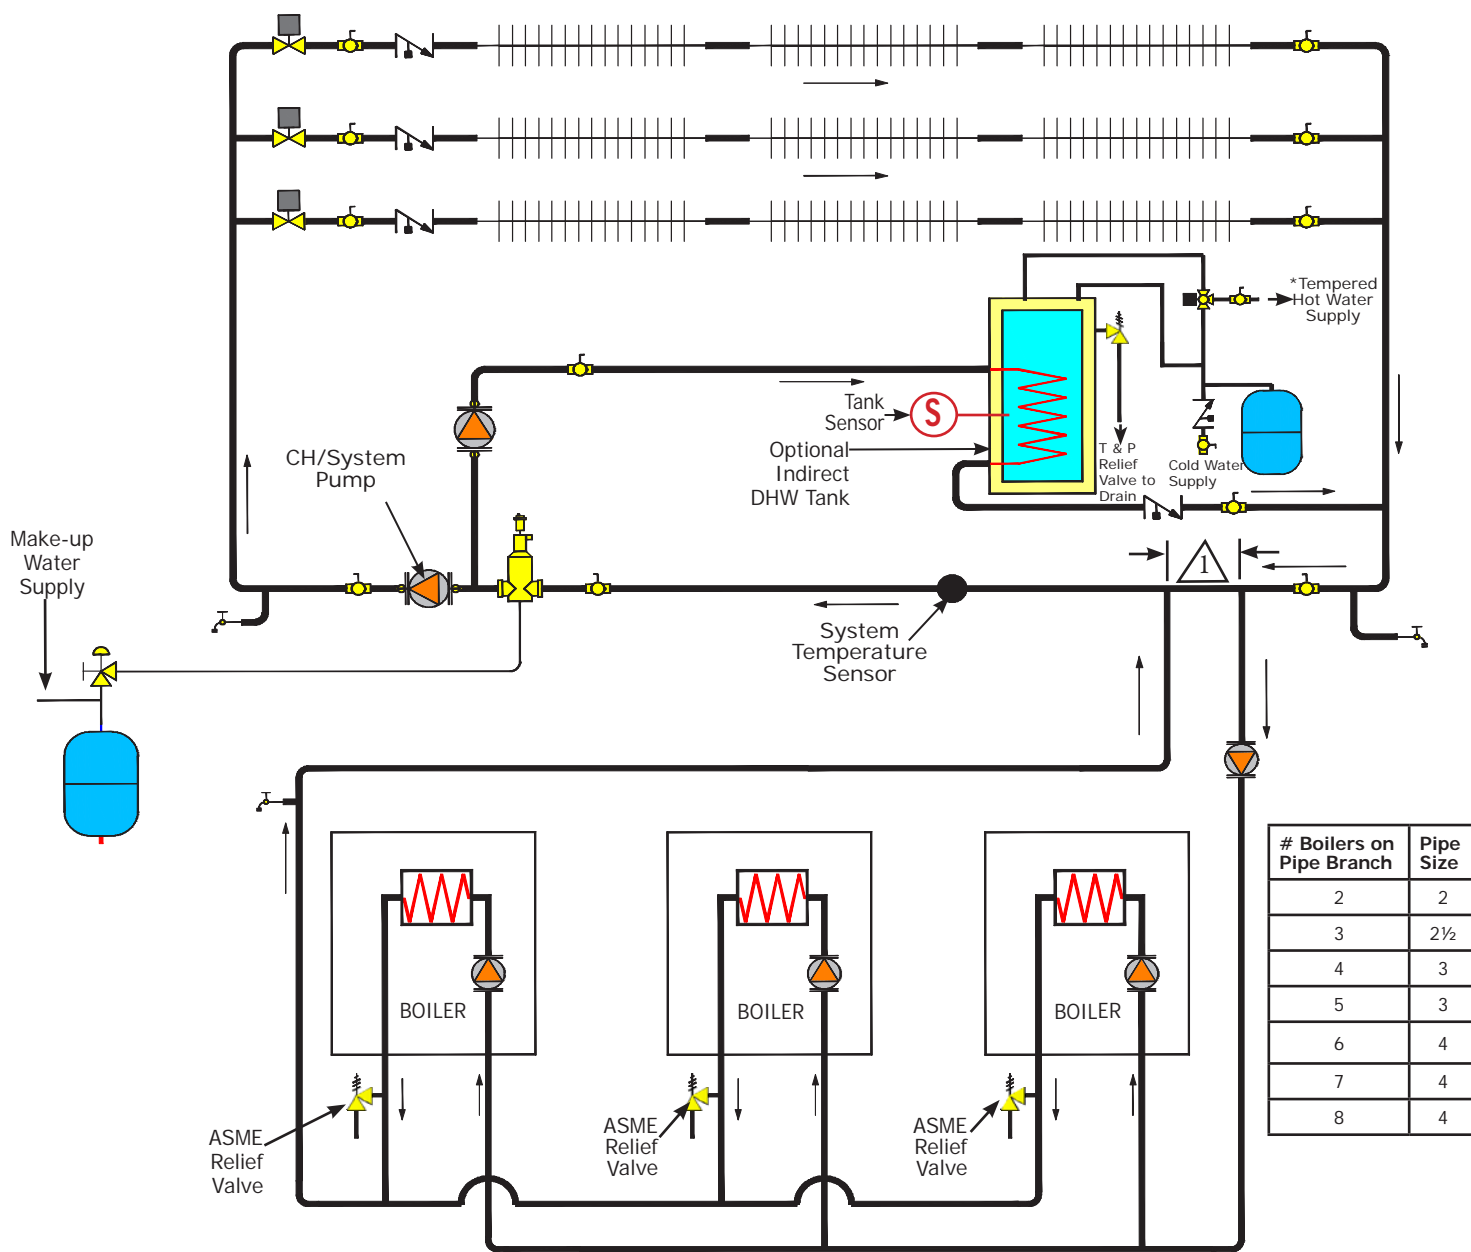 *Tempered
Hot Water
Supply
Tank
Sensor
S
Optional
Indirect
DHW Tank
T & P
Relief
Valve to
Drain
Cold Water
Supply
CH/System
Pump
Make-up
Water
Supply
1
System
Temperature
Sensor
# Boilers on
Pipe Branch
Pipe
Size
2 2
3 2½
4 3
5 3
6 4
7 4
8 4
BOILER
BOILER
BOILER
ASME
Relief
Valve
ASME
Relief
Valve
ASME
Relief
Valve